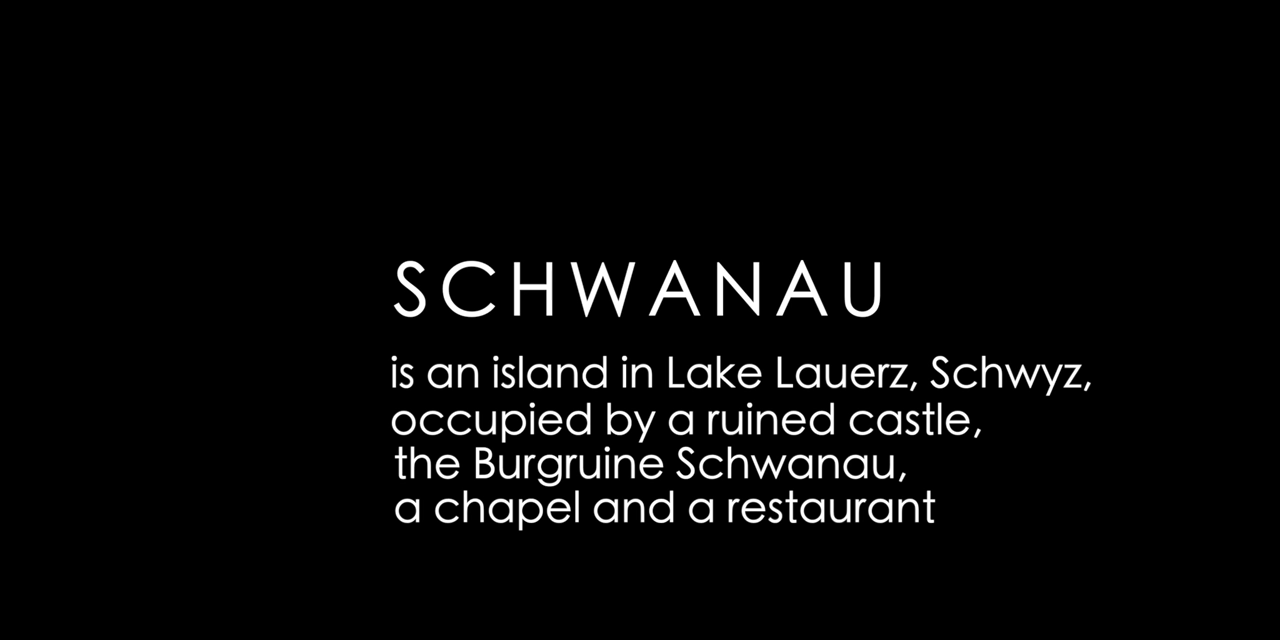 SCHWANAU
is an island in Lake Lauerz, Schwyz,
occupied by a ruined castle,
the Burgruine Schwanau,
a chapel and a restaurant